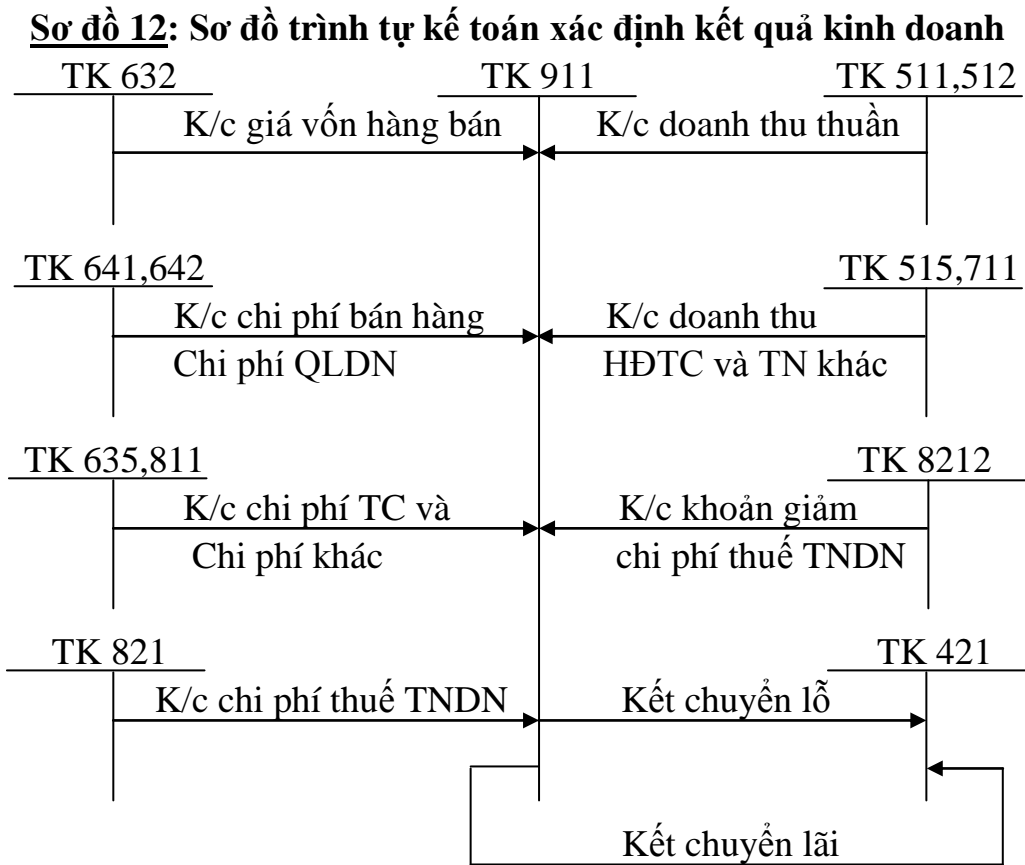 Sơ đồ 12: Sơ đồ trình tự kế toán xác định kết quả kinh doanh
TK 632
TK 911
TK 511,512
K/c giá vốn hàng bán
K/c doanh thu thuần
TK 641,642
TK 515,711
K/c chi phí bán hàng
K/c doanh thu
Chi phí QLDN
HĐTC và TN khác
TK 635,811
TK 8212
K/c chi phí TC và
K/c khoản giảm
Chi phí khác
chi phí thuế TNDN
TK 821
TK 421
K/c chi phí thuế TNDN
Kết chuyển lỗ
Kết chuyển lãi